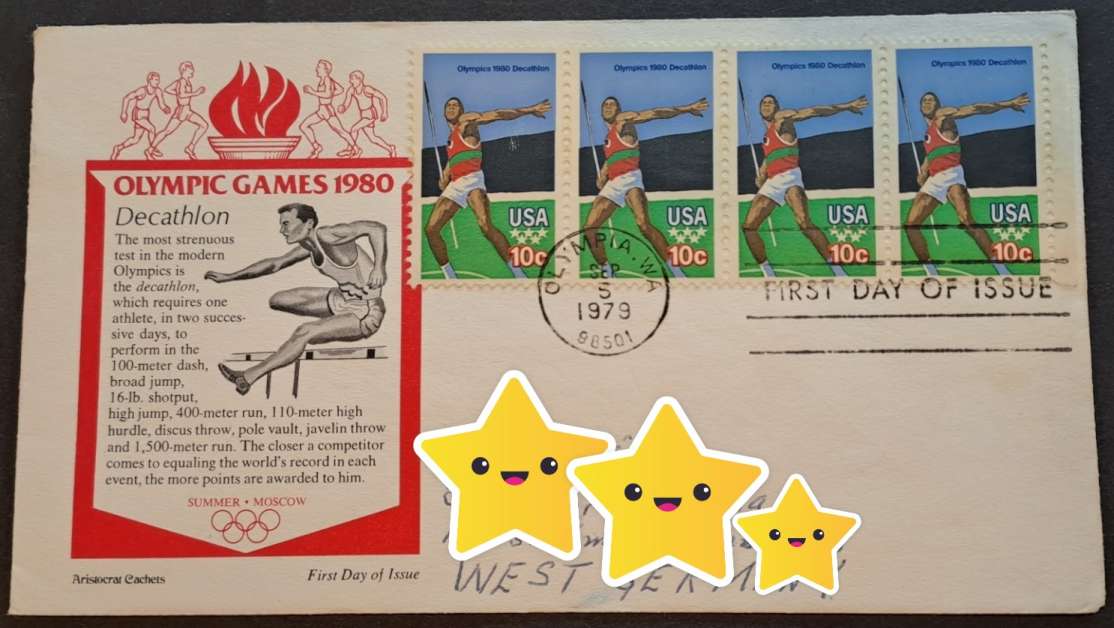 OLYMPIC GAMES 1980
Decathlon
The most strenuous
test in the modern
Olympics is
the decathlon,
which requires one
athlete, in two succes-
sive days, to
perform in the
100-meter dash,
broad jump,
16-lb. shotput,
high jump, 400-meter run, 110-meter high
hurdle, discus throw, pole vault, javelin throw
and 1,500-meter run. The closer a competitor
comes to equaling the world's record in each
event, the more points are awarded to him.
SUMMER • MOSCOW
Aristocrat Cachets
First Day of Issue
Olympics 1980 Decathlon
USA
10c
Olympics 1980 Decathlon
USA
10c
Olympics 1980 Decathlon
USA
10c
Olympics 1980 Decathlon
USA
10c
OLYMPIA, WA
SEP
5
1979
98501
FIRST DAY OF ISSUE
WEST GERMANY